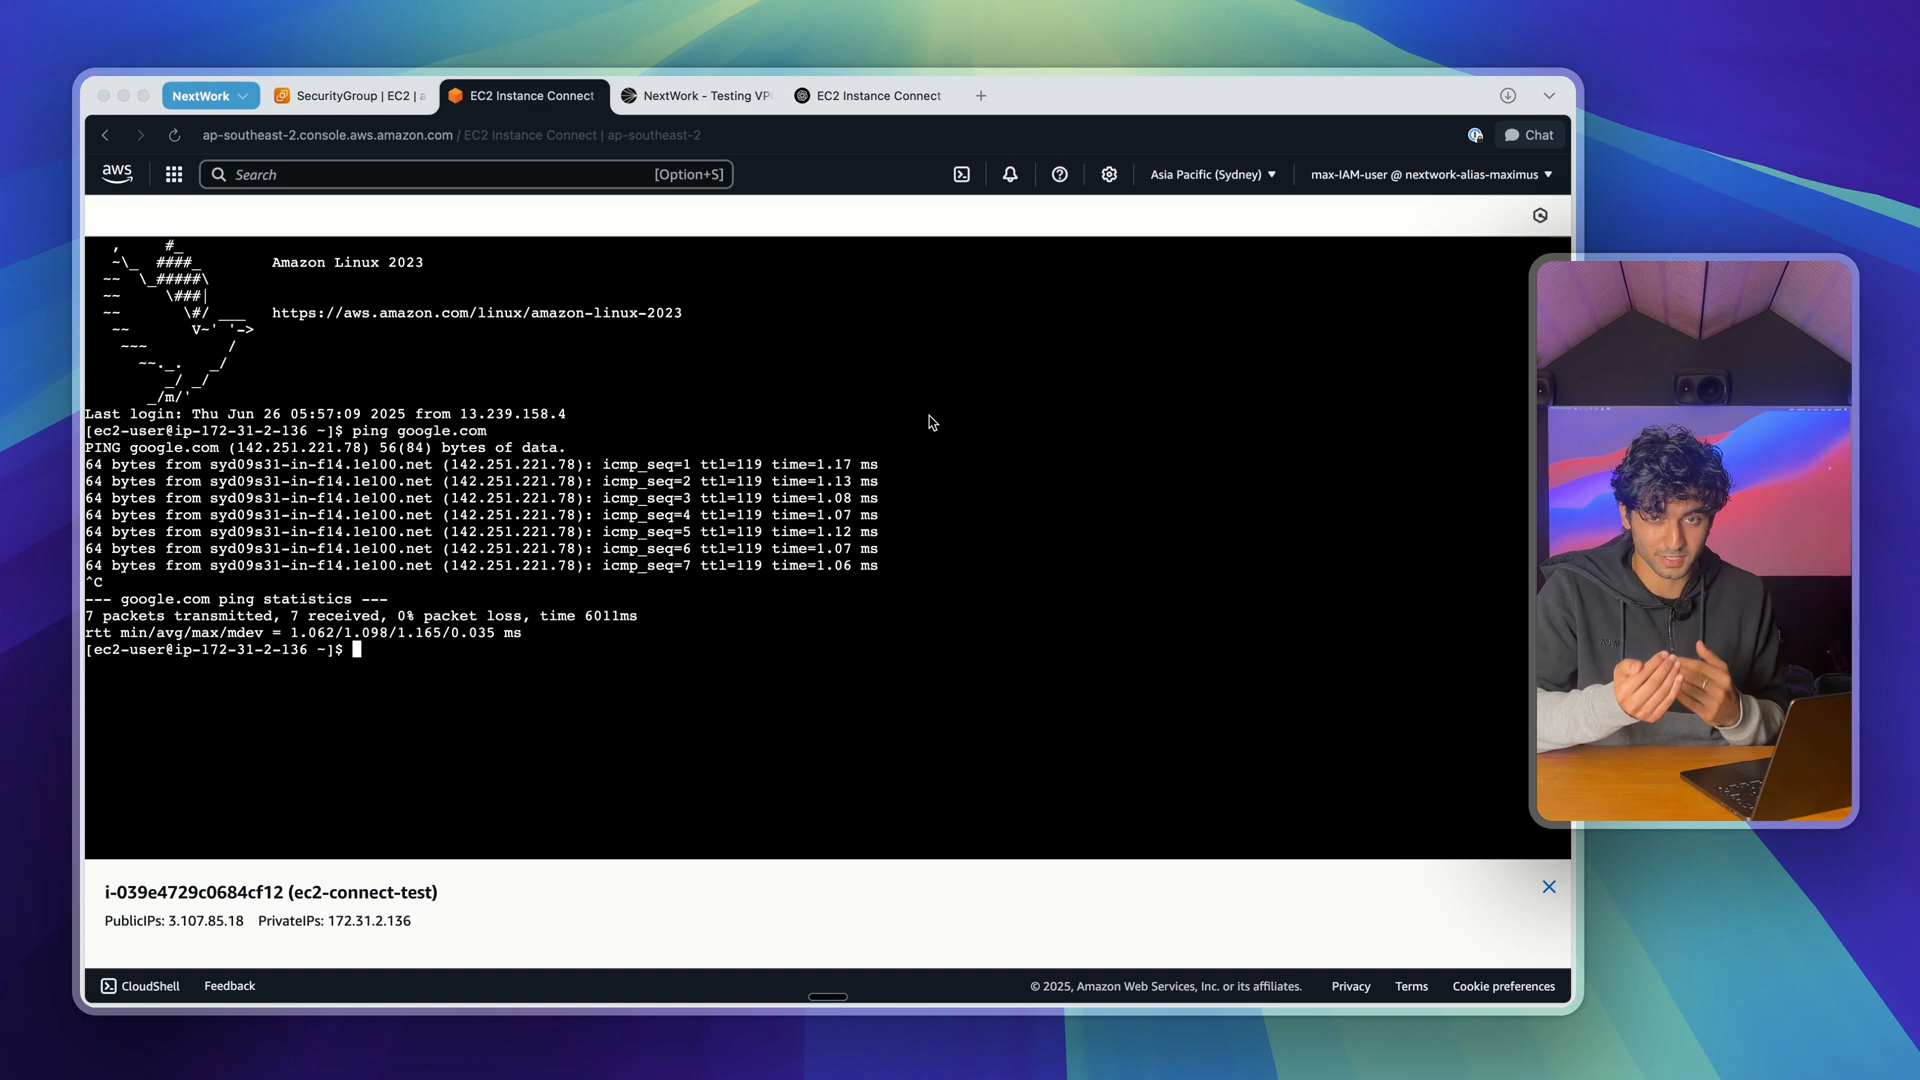 NextWork
SecurityGroup | EC2 | a
EC2 Instance Connect
NextWork - Testing VP
EC2 Instance Connect
ap-southeast-2.console.aws.amazon.com / EC2 Instance Connect | ap-southeast-2
Chat
aws
Search
[Option+S]
Asia Pacific (Sydney)
max-IAM-user @ nextwork-alias-maximus
   ,     #_
   ~\_  ####_        Amazon Linux 2023
  ~~  \_#####\
  ~~     \###|
  ~~       \#/ ___   https://aws.amazon.com/linux/amazon-linux-2023
   ~~       V~' '->
    ~~~         /
      ~~._.   _/
         _/ _/
       _/m/'
Last login: Thu Jun 26 05:57:09 2025 from 13.239.158.4
[ec2-user@ip-172-31-2-136 ~]$ ping google.com
PING google.com (142.251.221.78) 56(84) bytes of data.
64 bytes from syd09s31-in-f14.1e100.net (142.251.221.78): icmp_seq=1 ttl=119 time=1.17 ms
64 bytes from syd09s31-in-f14.1e100.net (142.251.221.78): icmp_seq=2 ttl=119 time=1.13 ms
64 bytes from syd09s31-in-f14.1e100.net (142.251.221.78): icmp_seq=3 ttl=119 time=1.08 ms
64 bytes from syd09s31-in-f14.1e100.net (142.251.221.78): icmp_seq=4 ttl=119 time=1.07 ms
64 bytes from syd09s31-in-f14.1e100.net (142.251.221.78): icmp_seq=5 ttl=119 time=1.12 ms
64 bytes from syd09s31-in-f14.1e100.net (142.251.221.78): icmp_seq=6 ttl=119 time=1.07 ms
64 bytes from syd09s31-in-f14.1e100.net (142.251.221.78): icmp_seq=7 ttl=119 time=1.06 ms
^C
--- google.com ping statistics ---
7 packets transmitted, 7 received, 0% packet loss, time 6011ms
rtt min/avg/max/mdev = 1.062/1.098/1.165/0.035 ms
[ec2-user@ip-172-31-2-136 ~]$
i-039e4729c0684cf12 (ec2-connect-test)
PublicIPs: 3.107.85.18 PrivateIPs: 172.31.2.136
CloudShell
Feedback
© 2025, Amazon Web Services, Inc. or its affiliates.
Privacy
Terms
Cookie preferences